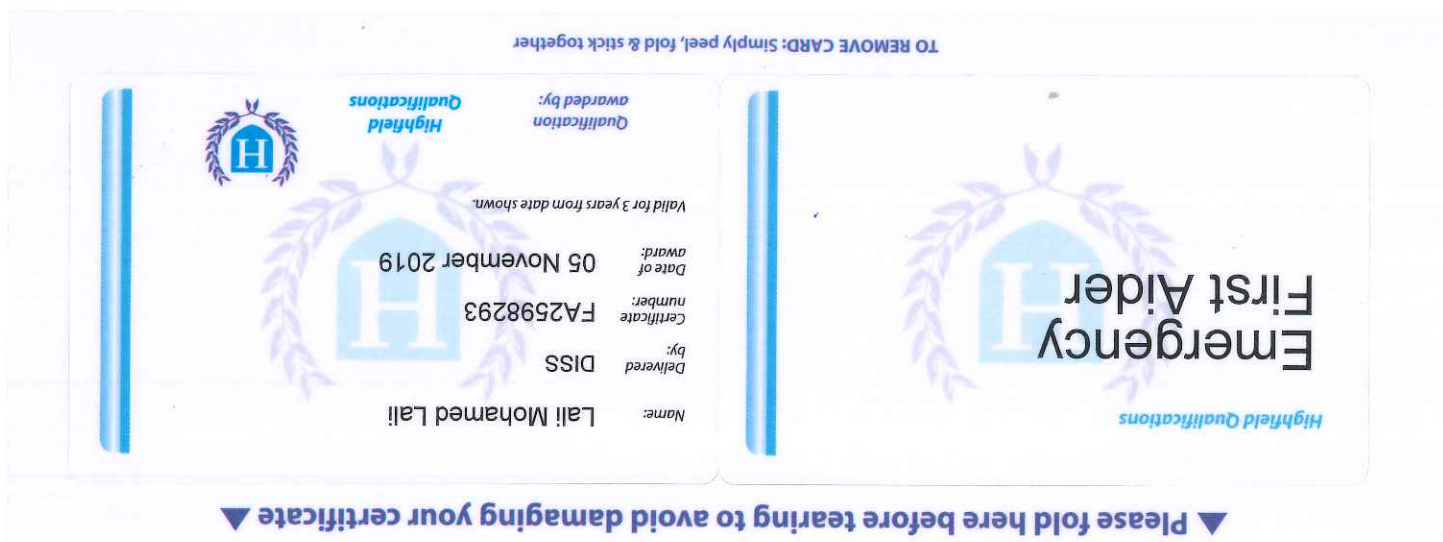 ▲ Please fold here before tearing to avoid damaging your certificate ▲
Highfield Qualifications
Emergency
First Aider
Name: Lali Mohamed Lali
Delivered by: DISS
Certificate number: FA2598293
Date of award: 05 November 2019
Valid for 3 years from date shown.
Qualification awarded by:
Highfield Qualifications
H
TO REMOVE CARD: Simply peel, fold & stick together